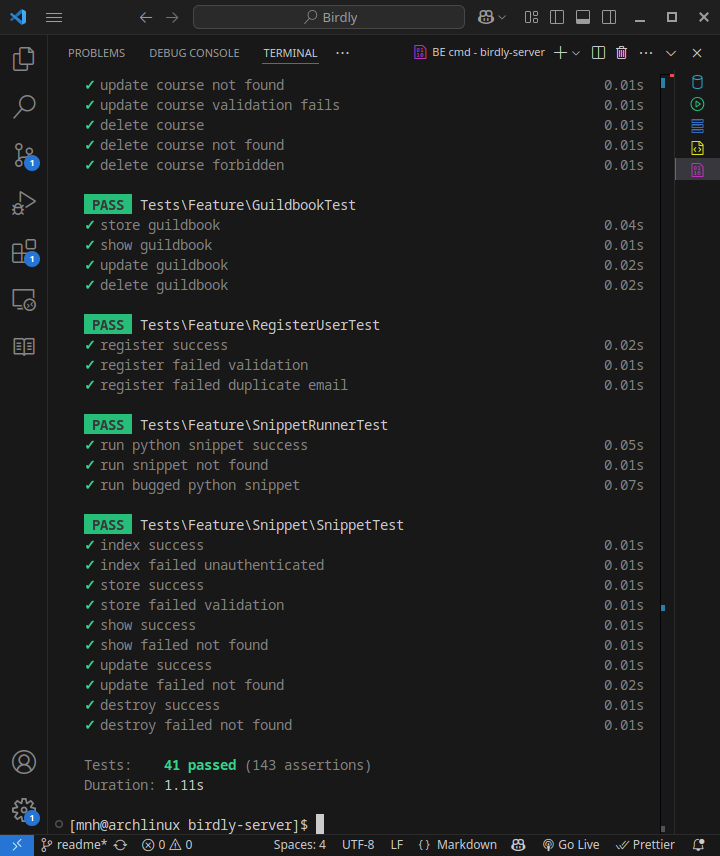 Birdly
PROBLEMS DEBUG CONSOLE TERMINAL ··· BE cmd - birdly-server
✓ update course not found 0.01s
✓ update course validation fails 0.01s
✓ delete course 0.01s
✓ delete course not found 0.01s
✓ delete course forbidden 0.01s
PASS Tests\Feature\GuildbookTest
✓ store guildbook 0.04s
✓ show guildbook 0.01s
✓ update guildbook 0.02s
✓ delete guildbook 0.02s
PASS Tests\Feature\RegisterUserTest
✓ register success 0.02s
✓ register failed validation 0.01s
✓ register failed duplicate email 0.01s
PASS Tests\Feature\SnippetRunnerTest
✓ run python snippet success 0.05s
✓ run snippet not found 0.01s
✓ run bugged python snippet 0.07s
PASS Tests\Feature\Snippet\SnippetTest
✓ index success 0.01s
✓ index failed unauthenticated 0.01s
✓ store success 0.01s
✓ store failed validation 0.01s
✓ show success 0.01s
✓ show failed not found 0.01s
✓ update success 0.01s
✓ update failed not found 0.02s
✓ destroy success 0.01s
✓ destroy failed not found 0.01s
Tests: 41 passed (143 assertions)
Duration: 1.11s
[mnh@archlinux birdly-server]$
1
1
1
readme* 0 0 Spaces: 4 UTF-8 LF { } Markdown Go Live Prettier